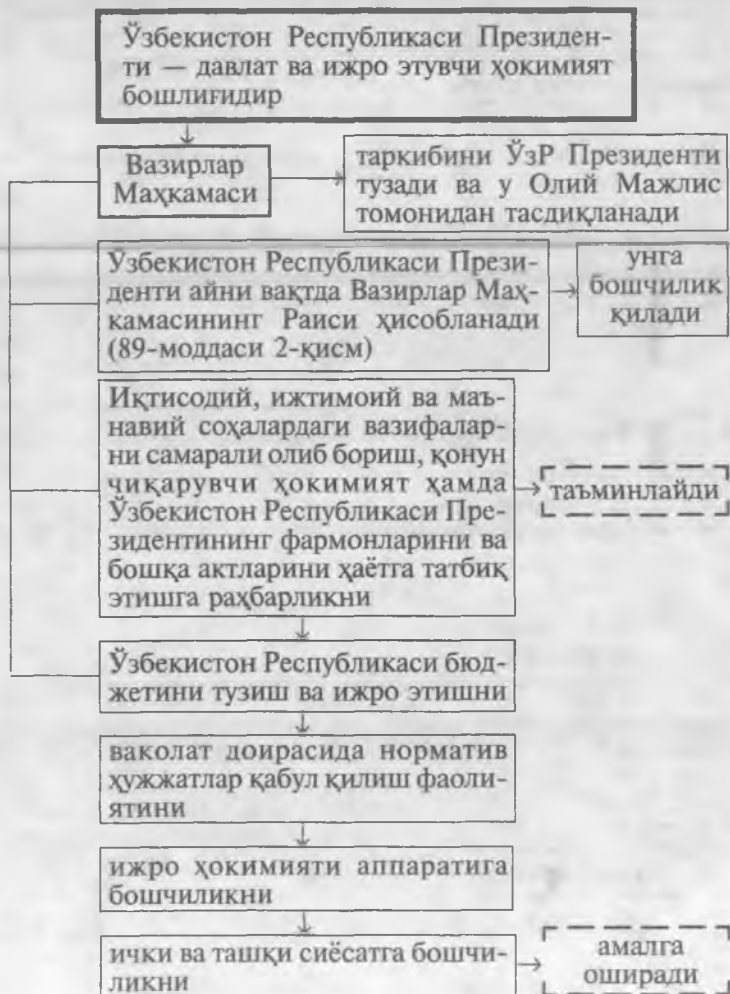 Ўзбекистон Республикаси Президен-
ти — давлат ва ижро этувчи ҳокимият
бошлиғидир
Вазирлар
Маҳкамаси
таркибини ЎзР Президенти
тузади ва у Олий Мажлис
томонидан тасдиқланади
Ўзбекистон Республикаси Прези-
денти айни вақтда Вазирлар Маҳ-
камасининг Раиси ҳисобланади
(89-моддаси 2-қисм)
унга
бошчилик
қилади
Иқтисодий, ижтимоий ва маъ-
навий соҳалардаги вазифалар-
ни самарали олиб бориш, қонун
чиқарувчи ҳокимият ҳамда
Ўзбекистон Республикаси Пре-
зидентининг фармонларини ва
бошқа актларини ҳаётга татбиқ
этишга раҳбарликни
таъминлайди
Ўзбекистон Республикаси бюд-
жетини тузиш ва ижро этишни
ваколат доирасида норматив
ҳужжатлар қабул қилиш фаоли-
ятини
ижро ҳокимияти аппаратига
бошчиликни
ички ва ташқи сиёсатга бошчи-
ликни
амалга
оширади